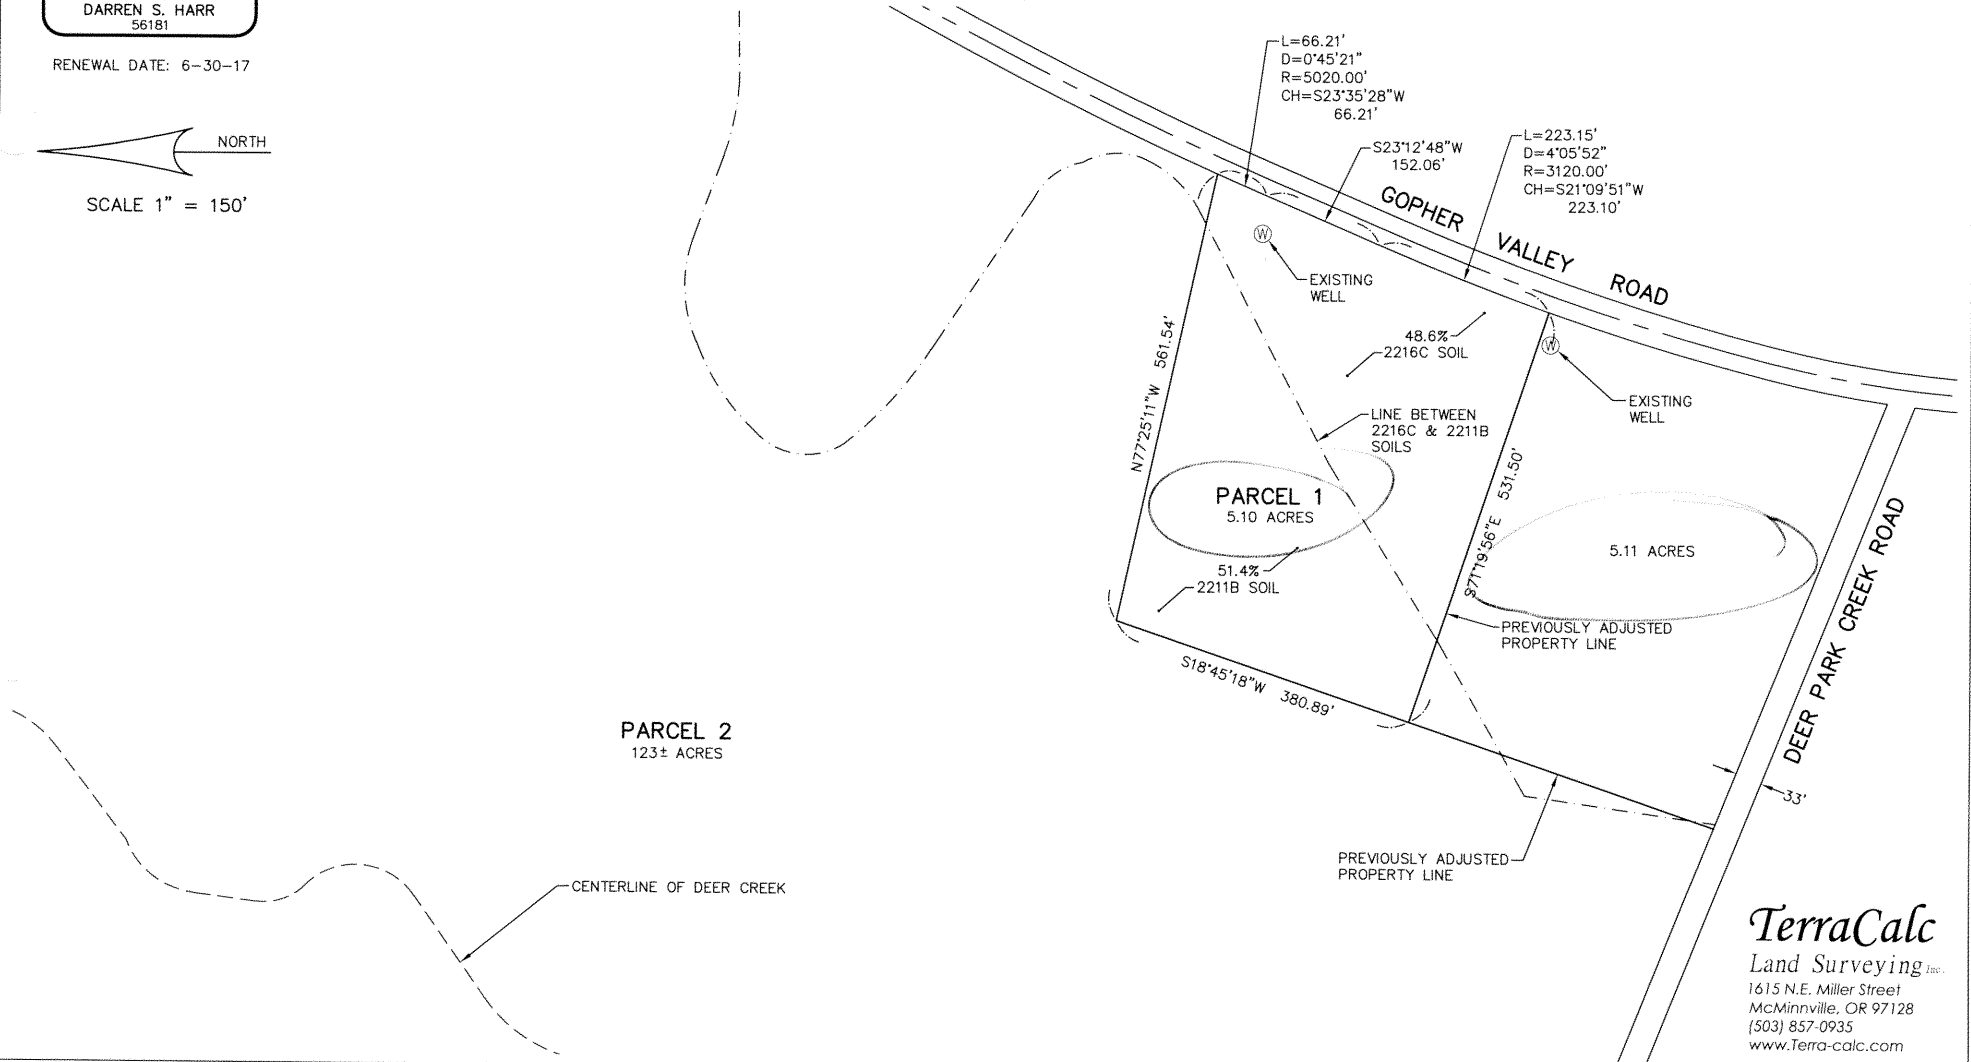 DARREN S. HARR
56181
RENEWAL DATE: 6-30-17
NORTH
SCALE 1" = 150'
L=66.21'
D=0°45'21"
R=5020.00'
CH=S23°35'28"W
66.21'
S23°12'48"W
152.06'
L=223.15'
D=4°05'52"
R=3120.00'
CH=S21°09'51"W
223.10'
GOPHER VALLEY ROAD
W
EXISTING
WELL
48.6%
2216C SOIL
W
EXISTING
WELL
N77°25'11"W 561.54'
LINE BETWEEN
2216C & 2211B
SOILS
PARCEL 1
5.10 ACRES
51.4%
2211B SOIL
S71°19'56"E 531.50'
5.11 ACRES
PREVIOUSLY ADJUSTED
PROPERTY LINE
S18°45'18"W 380.89'
DEER PARK CREEK ROAD
33'
PARCEL 2
123± ACRES
PREVIOUSLY ADJUSTED
PROPERTY LINE
CENTERLINE OF DEER CREEK
TerraCalc
Land Surveying Inc.
1615 N.E. Miller Street
McMinnville, OR 97128
(503) 857-0935
www.Terra-calc.com